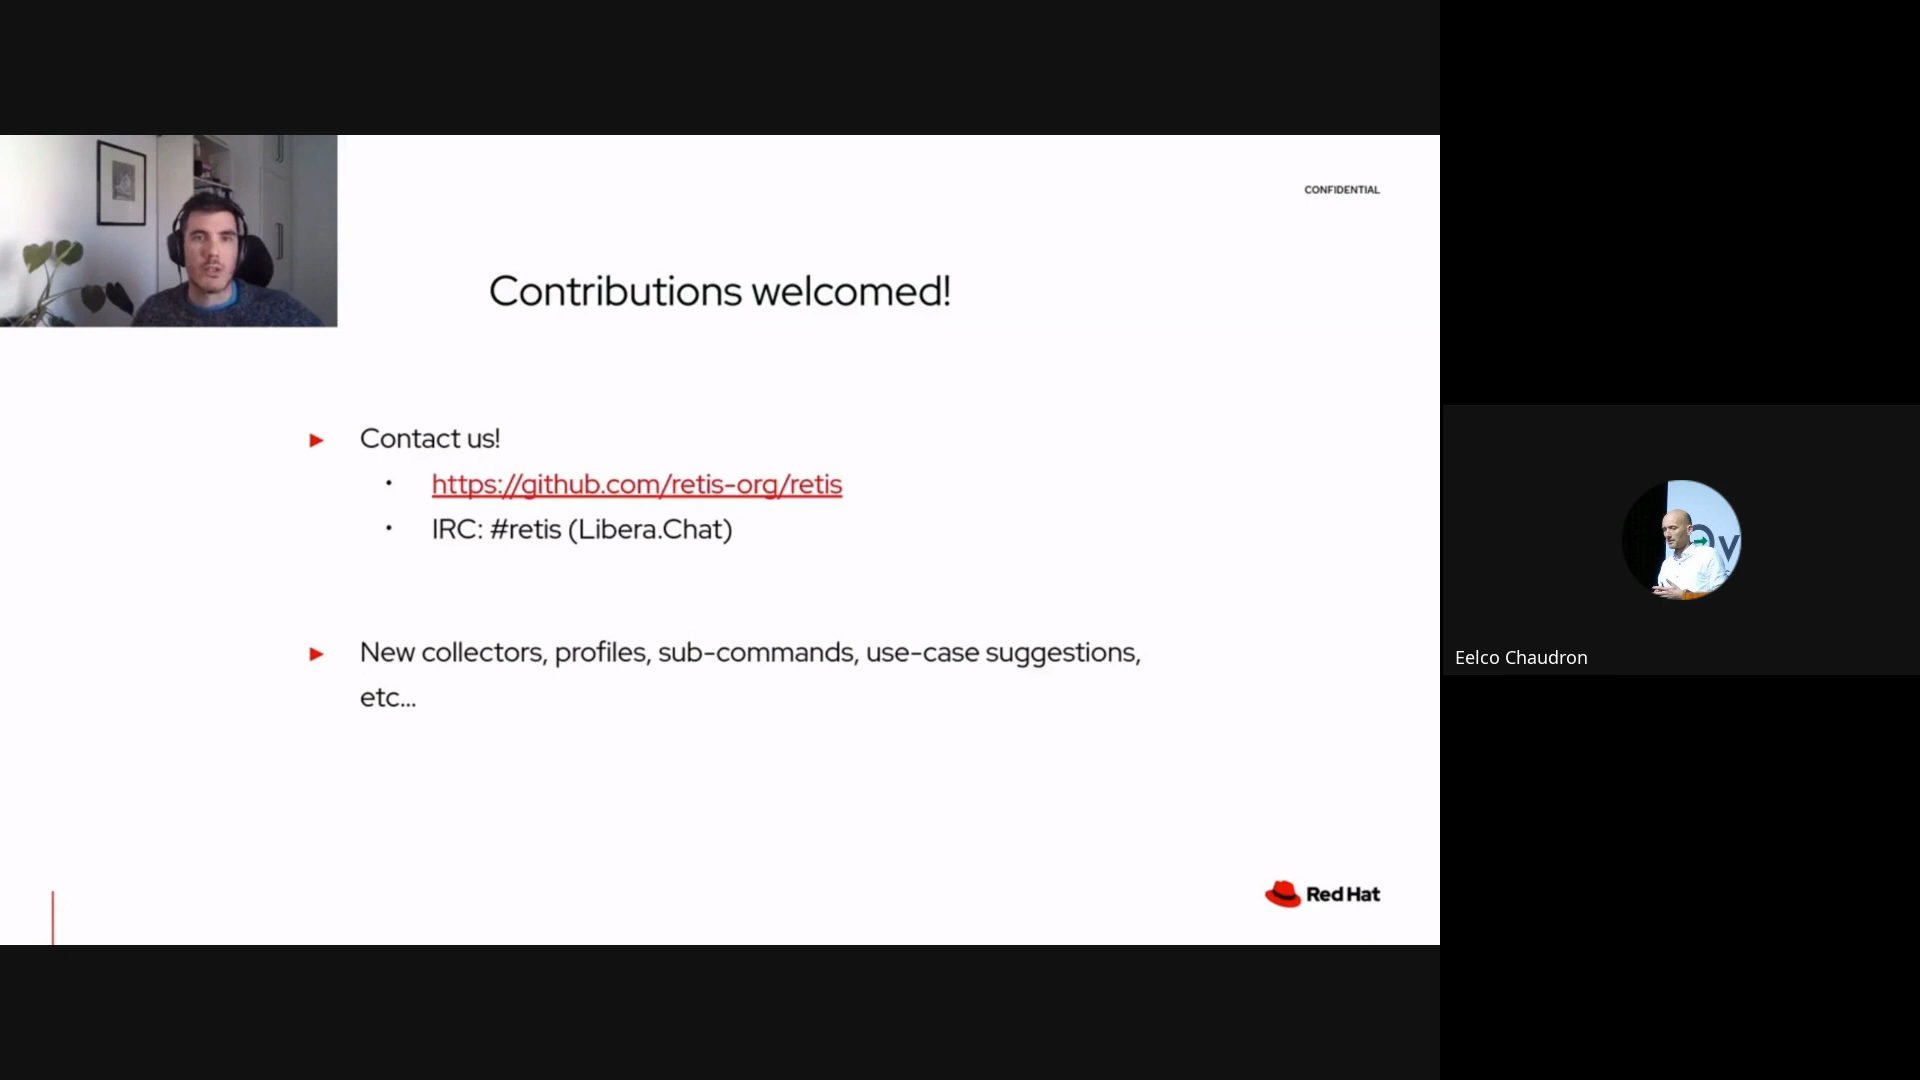 CONFIDENTIAL
Contributions welcomed!
► Contact us!
• https://github.com/retis-org/retis
• IRC: #retis (Libera.Chat)
► New collectors, profiles, sub-commands, use-case suggestions,
etc...
Eelco Chaudron
Red Hat